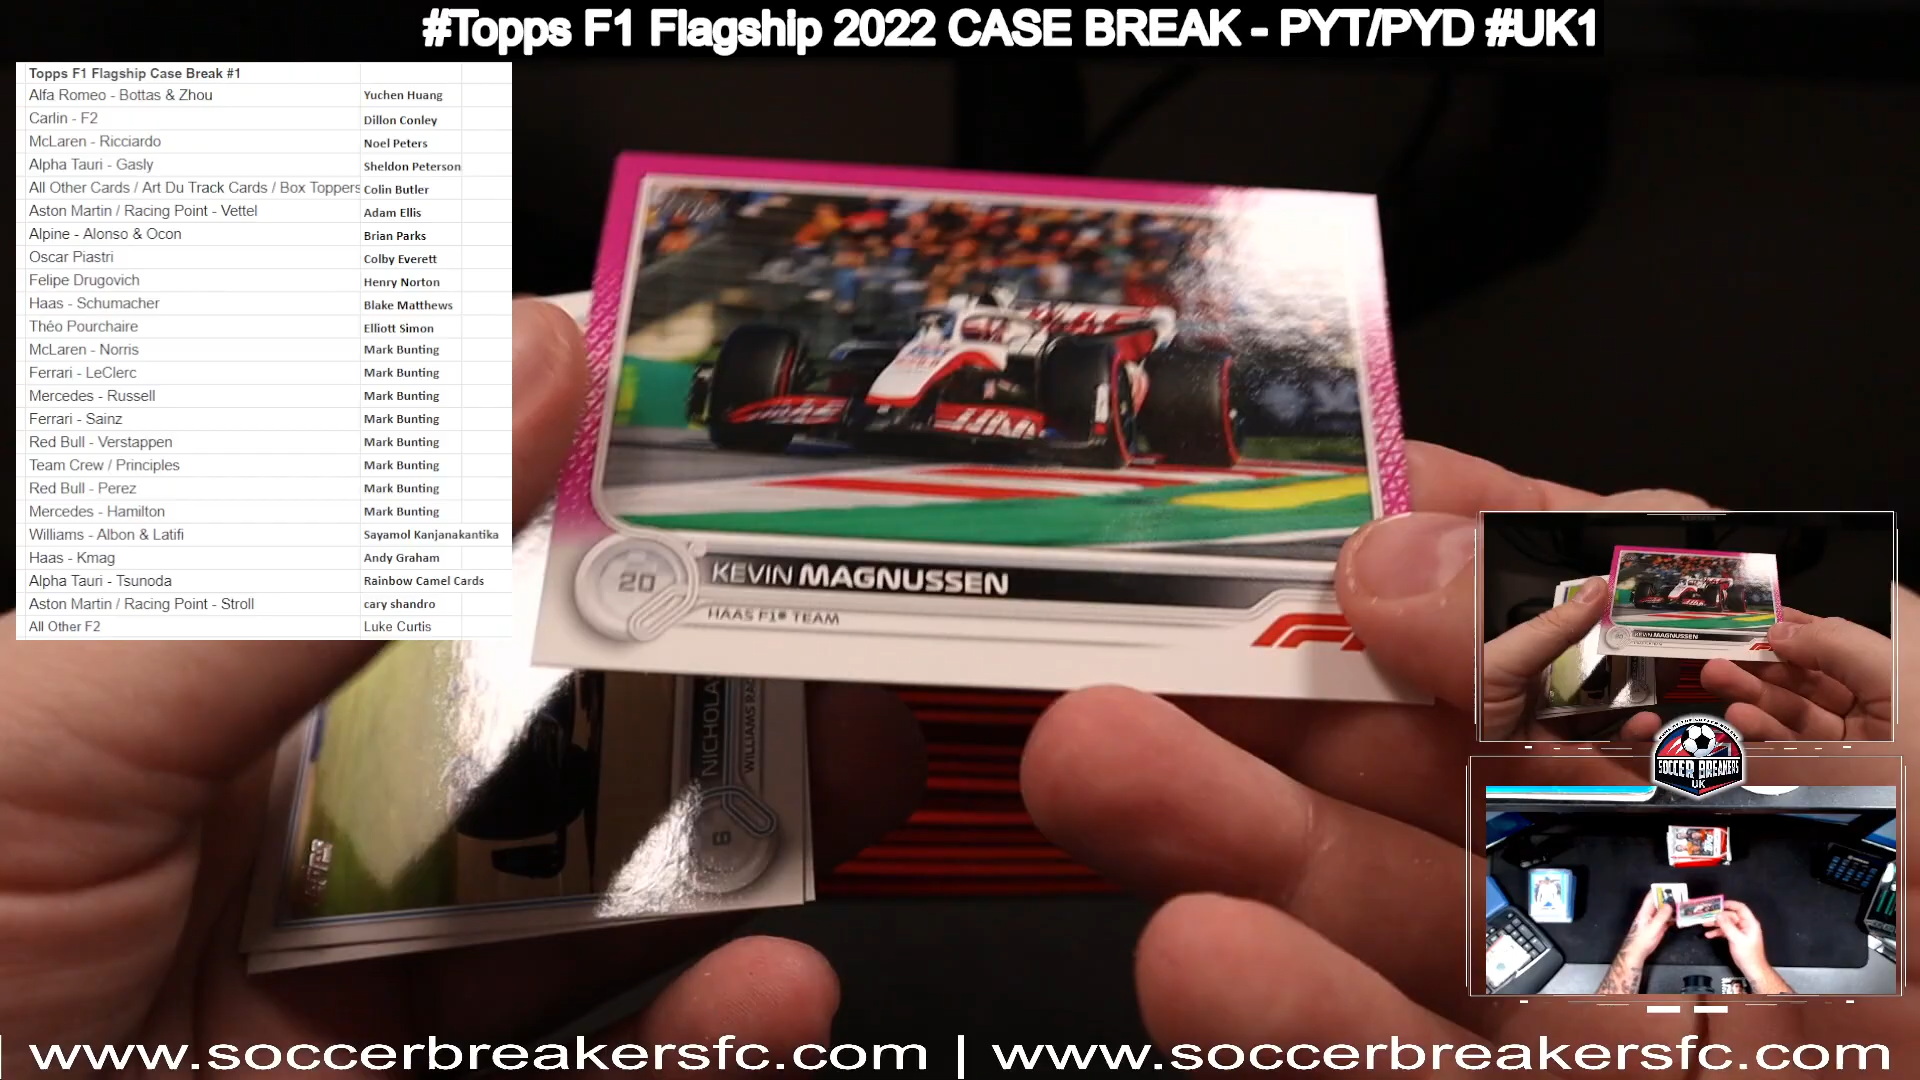 #Topps F1 Flagship 2022 CASE BREAK - PYT/PYD #UK1
Topps F1 Flagship Case Break #1
Alfa Romeo - Bottas & Zhou Yuchen Huang
Carlin - F2 Dillon Conley
McLaren - Ricciardo Noel Peters
Alpha Tauri - Gasly Sheldon Peterson
All Other Cards / Art Du Track Cards / Box Toppers Colin Butler
Aston Martin / Racing Point - Vettel Adam Ellis
Alpine - Alonso & Ocon Brian Parks
Oscar Piastri Colby Everett
Felipe Drugovich Henry Norton
Haas - Schumacher Blake Matthews
Théo Pourchaire Elliott Simon
McLaren - Norris Mark Bunting
Ferrari - LeClerc Mark Bunting
Mercedes - Russell Mark Bunting
Ferrari - Sainz Mark Bunting
Red Bull - Verstappen Mark Bunting
Team Crew / Principles Mark Bunting
Red Bull - Perez Mark Bunting
Mercedes - Hamilton Mark Bunting
Williams - Albon & Latifi Sayamol Kanjanakantika
Haas - Kmag Andy Graham
Alpha Tauri - Tsunoda Rainbow Camel Cards
Aston Martin / Racing Point - Stroll cary shandro
All Other F2 Luke Curtis
HAAS
20
KEVIN MAGNUSSEN
HAAS F1® TEAM
NICHOLA
WILLIAMS RAC
6
KEVIN MAGNUSSEN
SOCCER BREAKERS
UK
| www.soccerbreakersfc.com | www.soccerbreakersfc.com